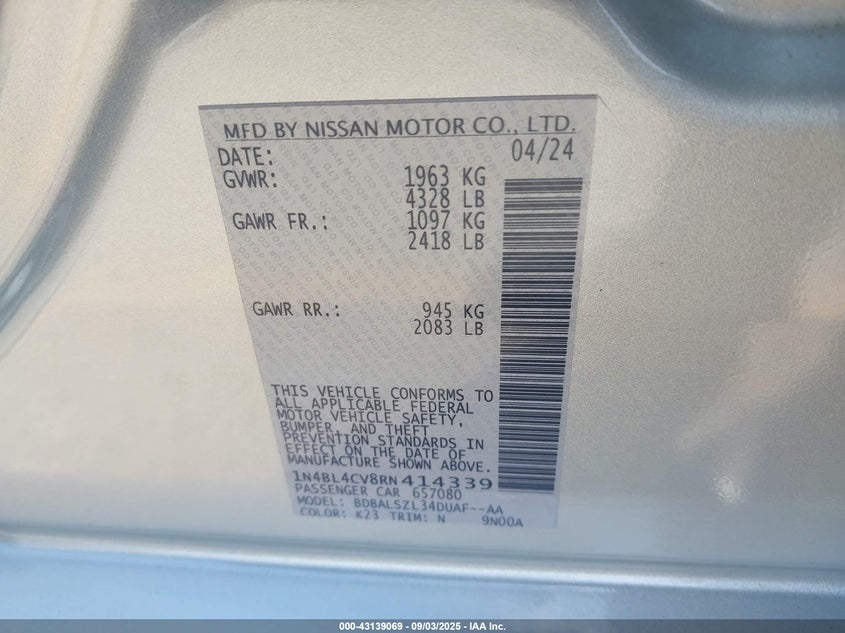 MFD BY NISSAN MOTOR CO., LTD.
DATE: 04/24
GVWR: 1963 KG
4328 LB
GAWR FR.: 1097 KG
2418 LB
GAWR RR.: 945 KG
2083 LB
THIS VEHICLE CONFORMS TO
ALL APPLICABLE FEDERAL
MOTOR VEHICLE SAFETY,
BUMPER, AND THEFT
PREVENTION STANDARDS IN
EFFECT ON THE DATE OF
MANUFACTURE SHOWN ABOVE.
1N4BL4CV8RN414339
PASSENGER CAR 657080
MODEL: BDBALSZL34DUAF--AA
COLOR: K23 TRIM: N 9N00A
000-43139069 - 09/03/2025 - IAA Inc.